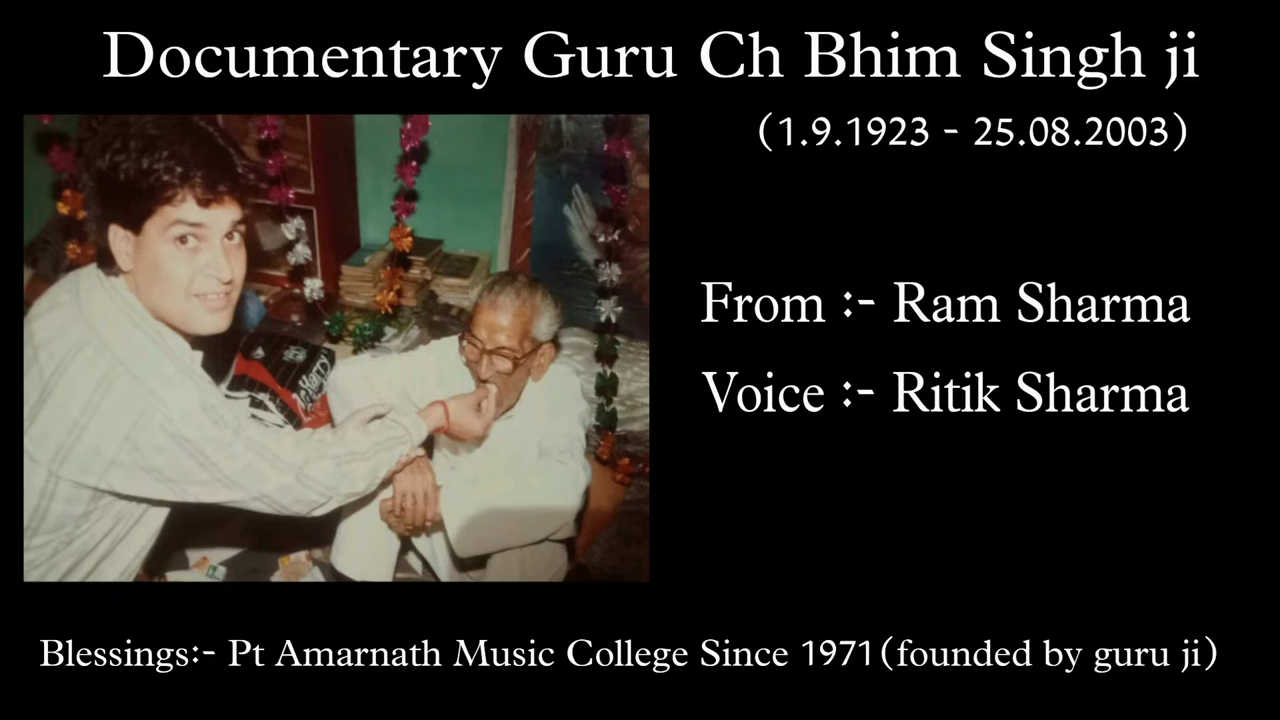 Documentary Guru Ch Bhim Singh ji
(1.9.1923 - 25.08.2003)
From :- Ram Sharma
Voice :- Ritik Sharma
Blessings:- Pt Amarnath Music College Since 1971(founded by guru ji)